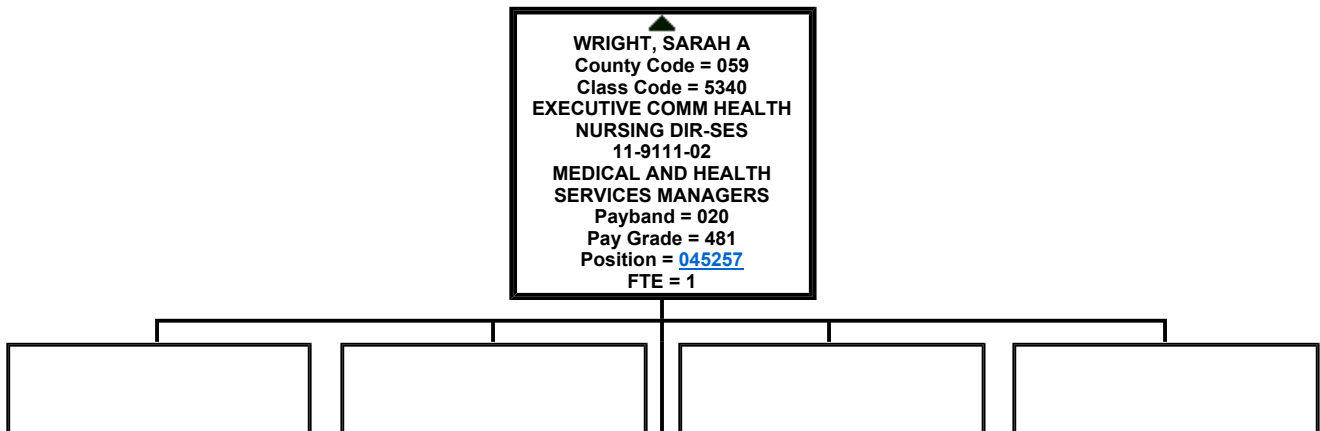 WRIGHT, SARAH A
County Code = 059
Class Code = 5340
EXECUTIVE COMM HEALTH
NURSING DIR-SES
11-9111-02
MEDICAL AND HEALTH
SERVICES MANAGERS
Payband = 020
Pay Grade = 481
Position = 045257
FTE = 1